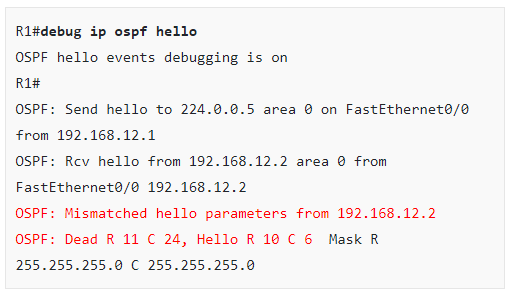 R1#debug ip ospf hello
OSPF hello events debugging is on
R1#
OSPF: Send hello to 224.0.0.5 area 0 on FastEthernet0/0
from 192.168.12.1
OSPF: Rcv hello from 192.168.12.2 area 0 from
FastEthernet0/0 192.168.12.2
OSPF: Mismatched hello parameters from 192.168.12.2
OSPF: Dead R 11 C 24, Hello R 10 C 6  Mask R
255.255.255.0 C 255.255.255.0